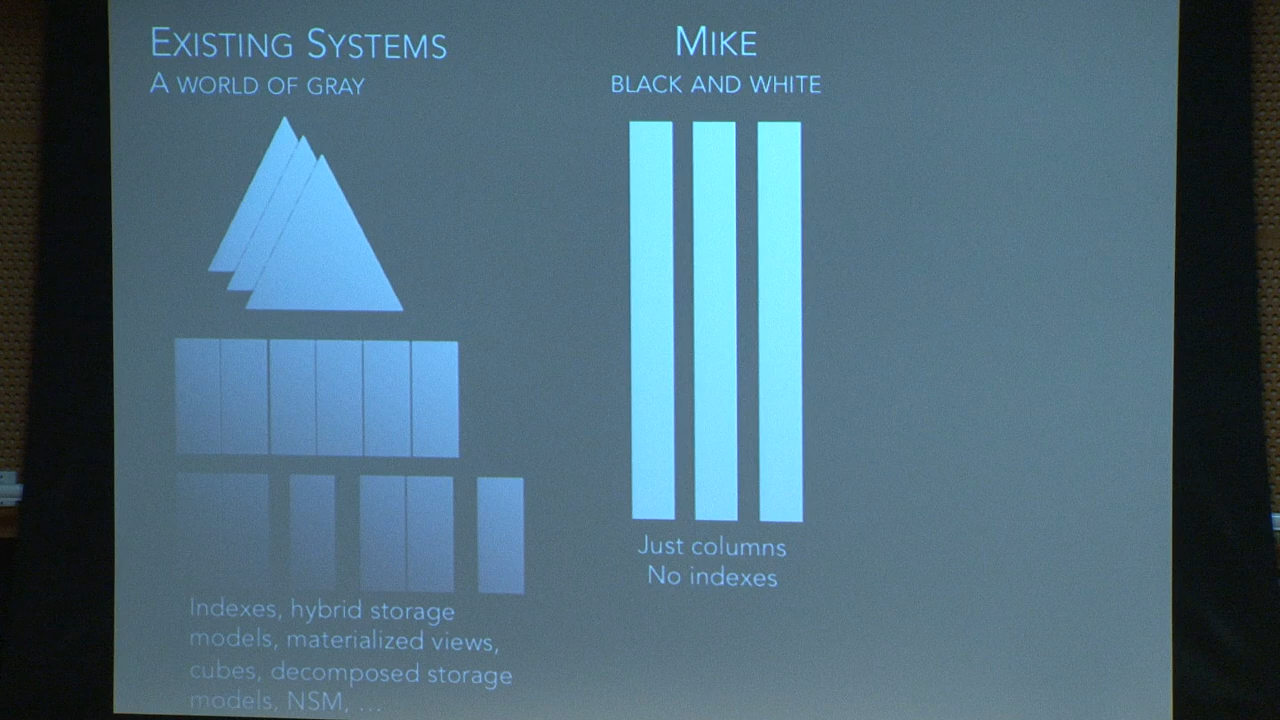 EXISTING SYSTEMS
A WORLD OF GRAY
Indexes, hybrid storage
models, materialized views,
cubes, decomposed storage
models, NSM, ...
MIKE
BLACK AND WHITE
Just columns
No indexes